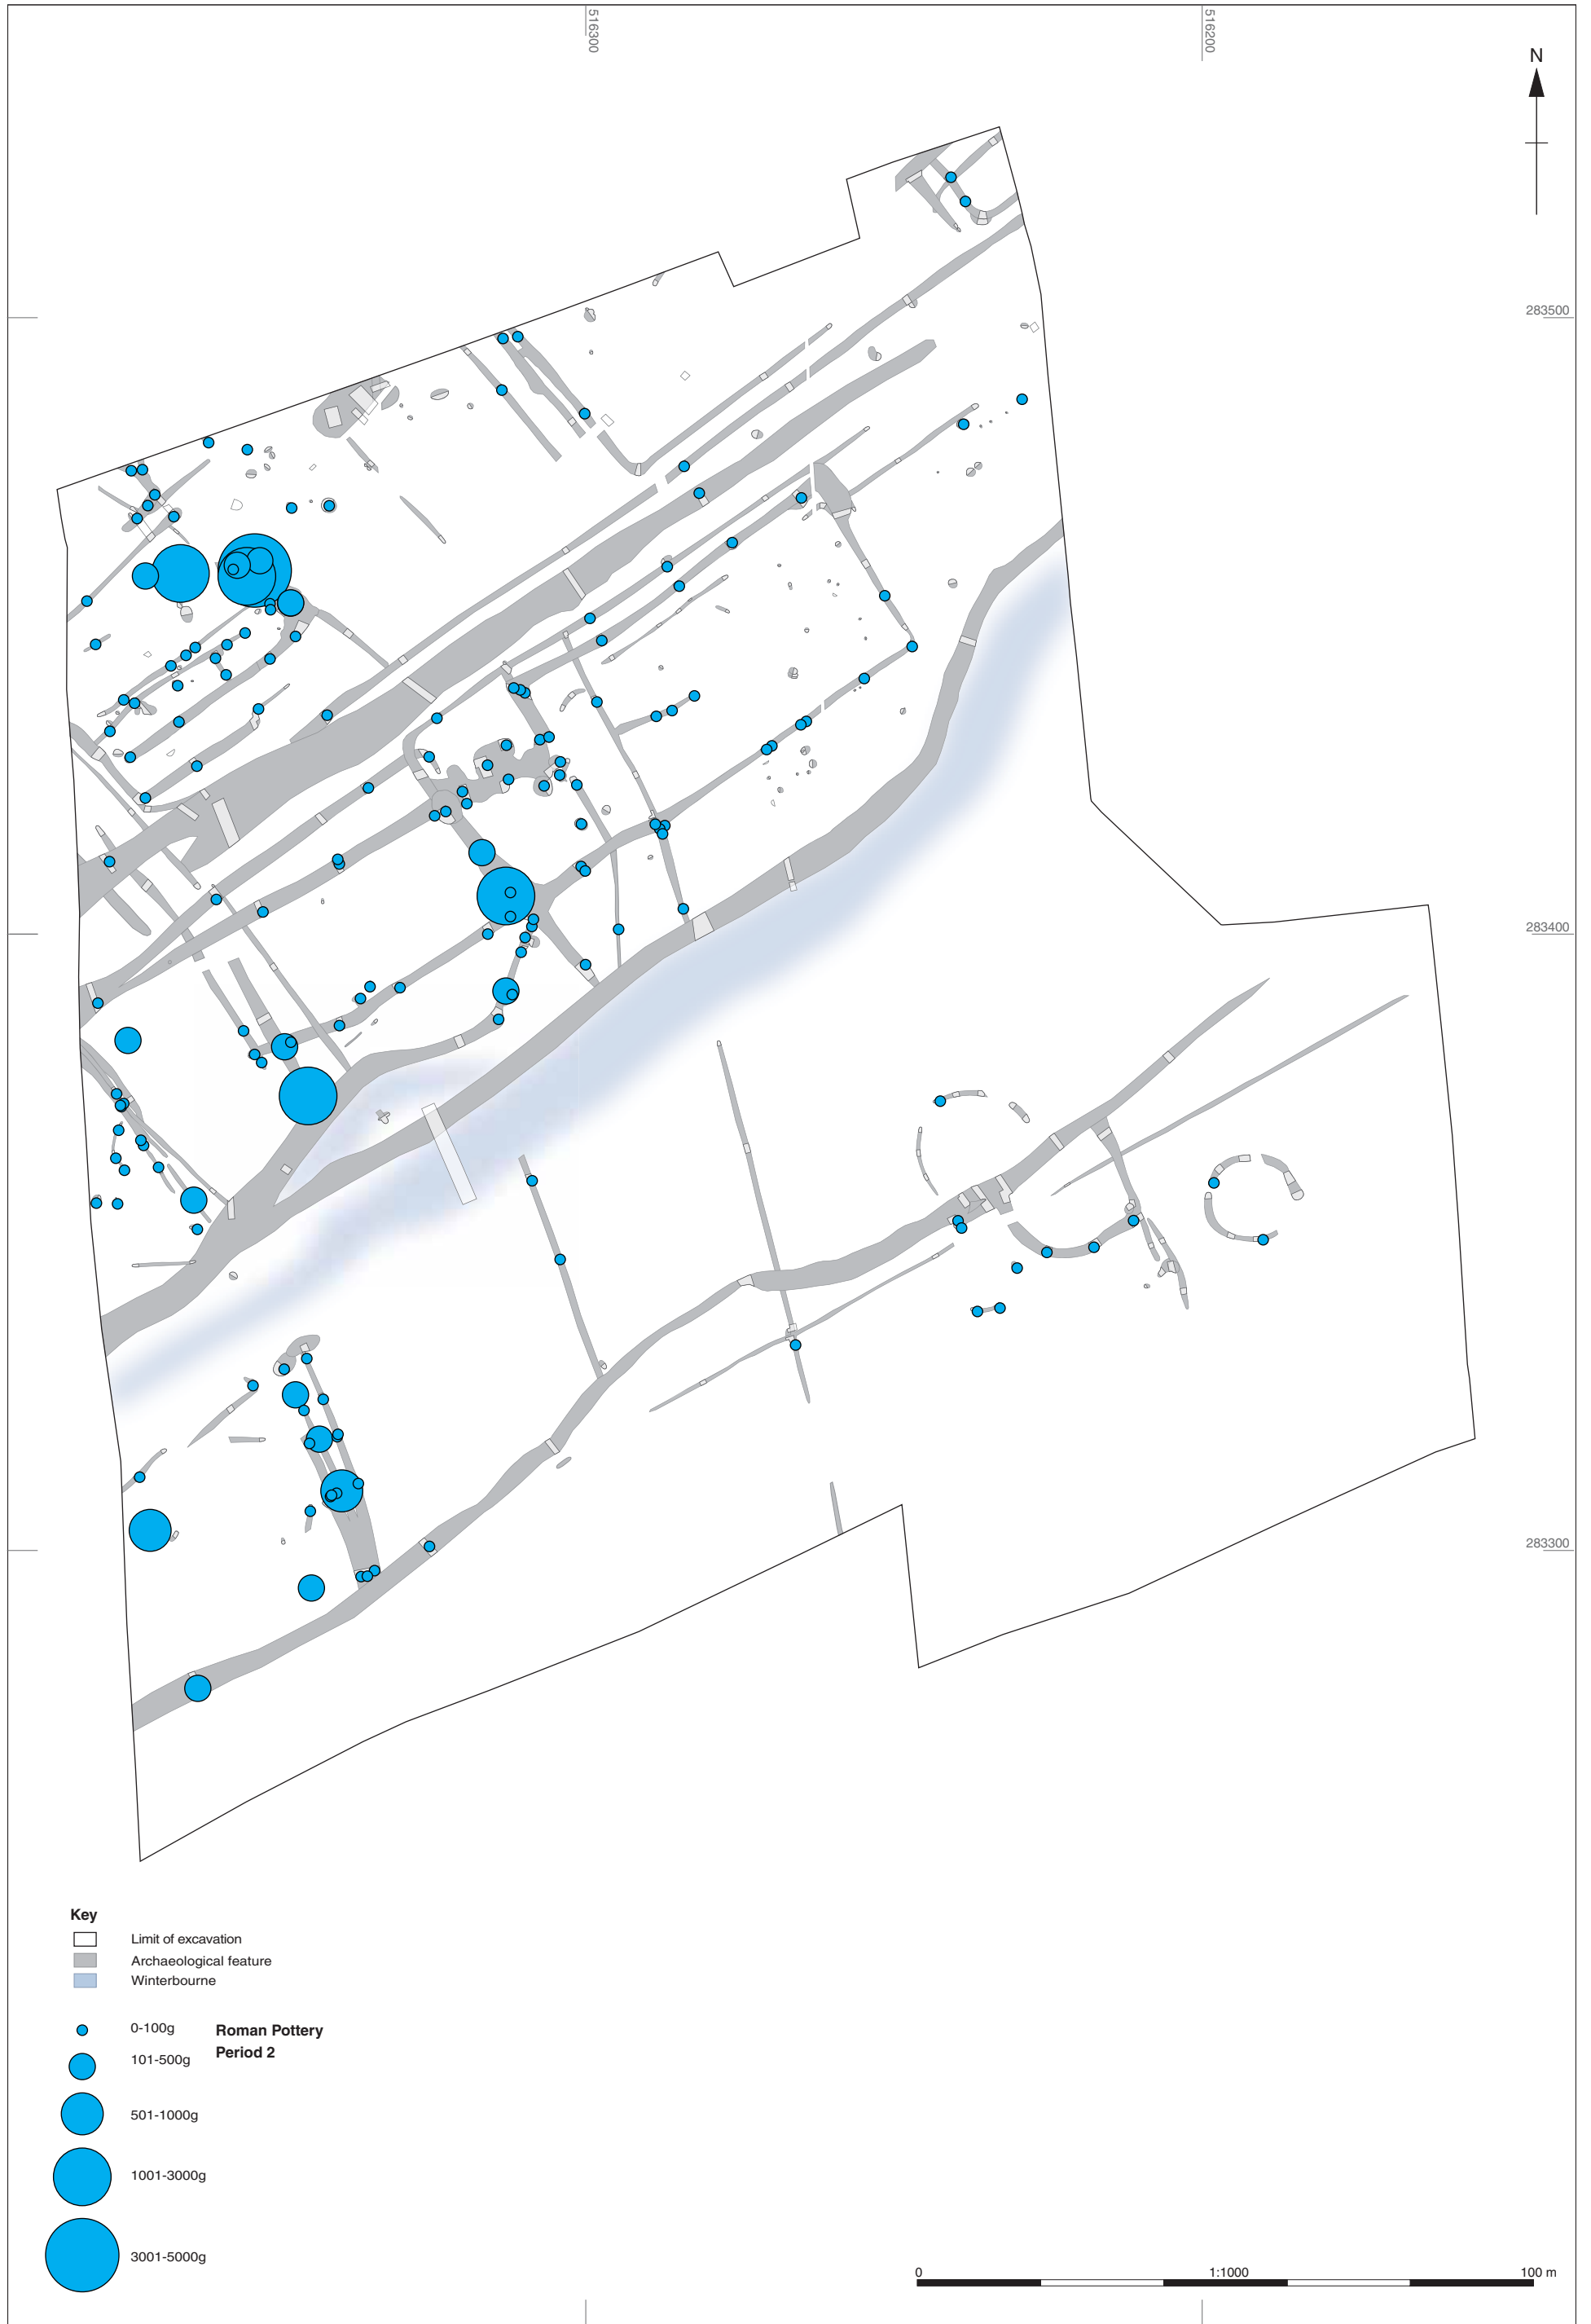 516300
516200
N
283500
283400
283300
Key
Limit of excavation
Archaeological feature
Winterbourne
0-100g
Roman Pottery
Period 2
101-500g
501-1000g
1001-3000g
3001-5000g
0 1:1000 100 m